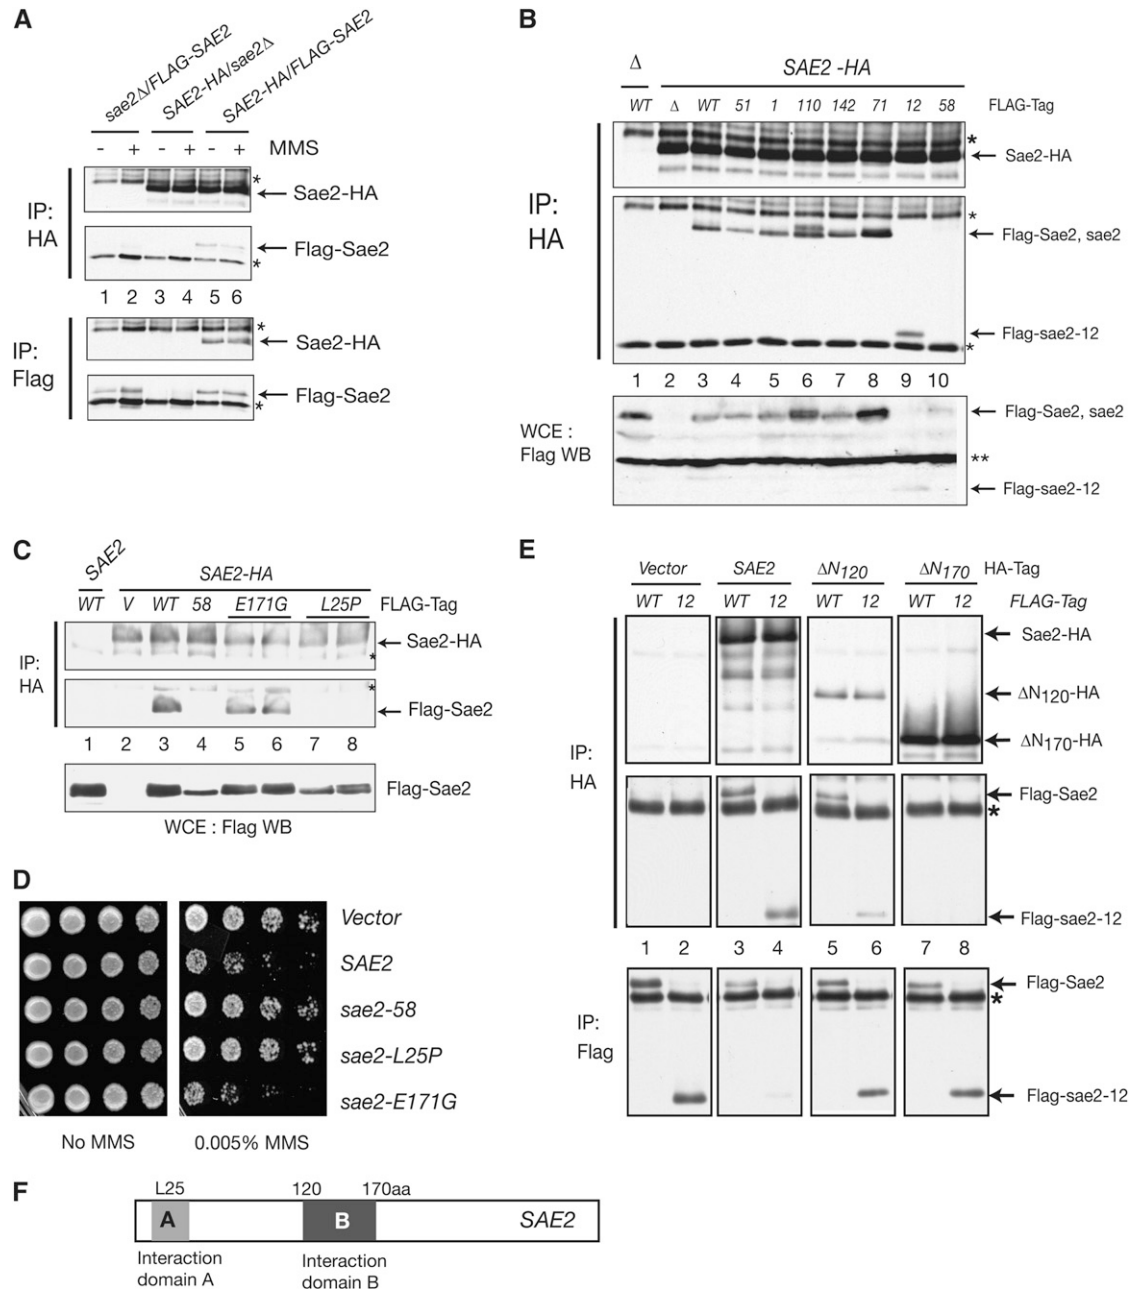 A
sae2Δ/FLAG-SAE2
SAE2-HA/sae2Δ
SAE2-HA/FLAG-SAE2
- + - + - + MMS
IP:
HA
*
Sae2-HA
Flag-Sae2
*
1 2 3 4 5 6
IP:
Flag
*
Sae2-HA
Flag-Sae2
*
B
Δ SAE2 -HA
WT Δ WT 51 1 110 142 71 12 58 FLAG-Tag
IP:
HA
*
Sae2-HA
*
Flag-Sae2, sae2
Flag-sae2-12
*
1 2 3 4 5 6 7 8 9 10
WCE :
Flag WB
Flag-Sae2, sae2
**
Flag-sae2-12
C
SAE2 SAE2-HA
WT V WT 58 E171G L25P FLAG-Tag
IP:
HA
Sae2-HA
*
*
Flag-Sae2
1 2 3 4 5 6 7 8
Flag-Sae2
WCE : Flag WB
D
Vector
SAE2
sae2-58
sae2-L25P
sae2-E171G
No MMS 0.005% MMS
E
Vector SAE2 ΔN120 ΔN170 HA-Tag
WT 12 WT 12 WT 12 WT 12 FLAG-Tag
IP:
HA
Sae2-HA
ΔN120-HA
ΔN170-HA
Flag-Sae2
*
Flag-sae2-12
1 2 3 4 5 6 7 8
IP:
Flag
Flag-Sae2
*
Flag-sae2-12
F
L25 120 170aa
A B SAE2
Interaction
domain A
Interaction
domain B